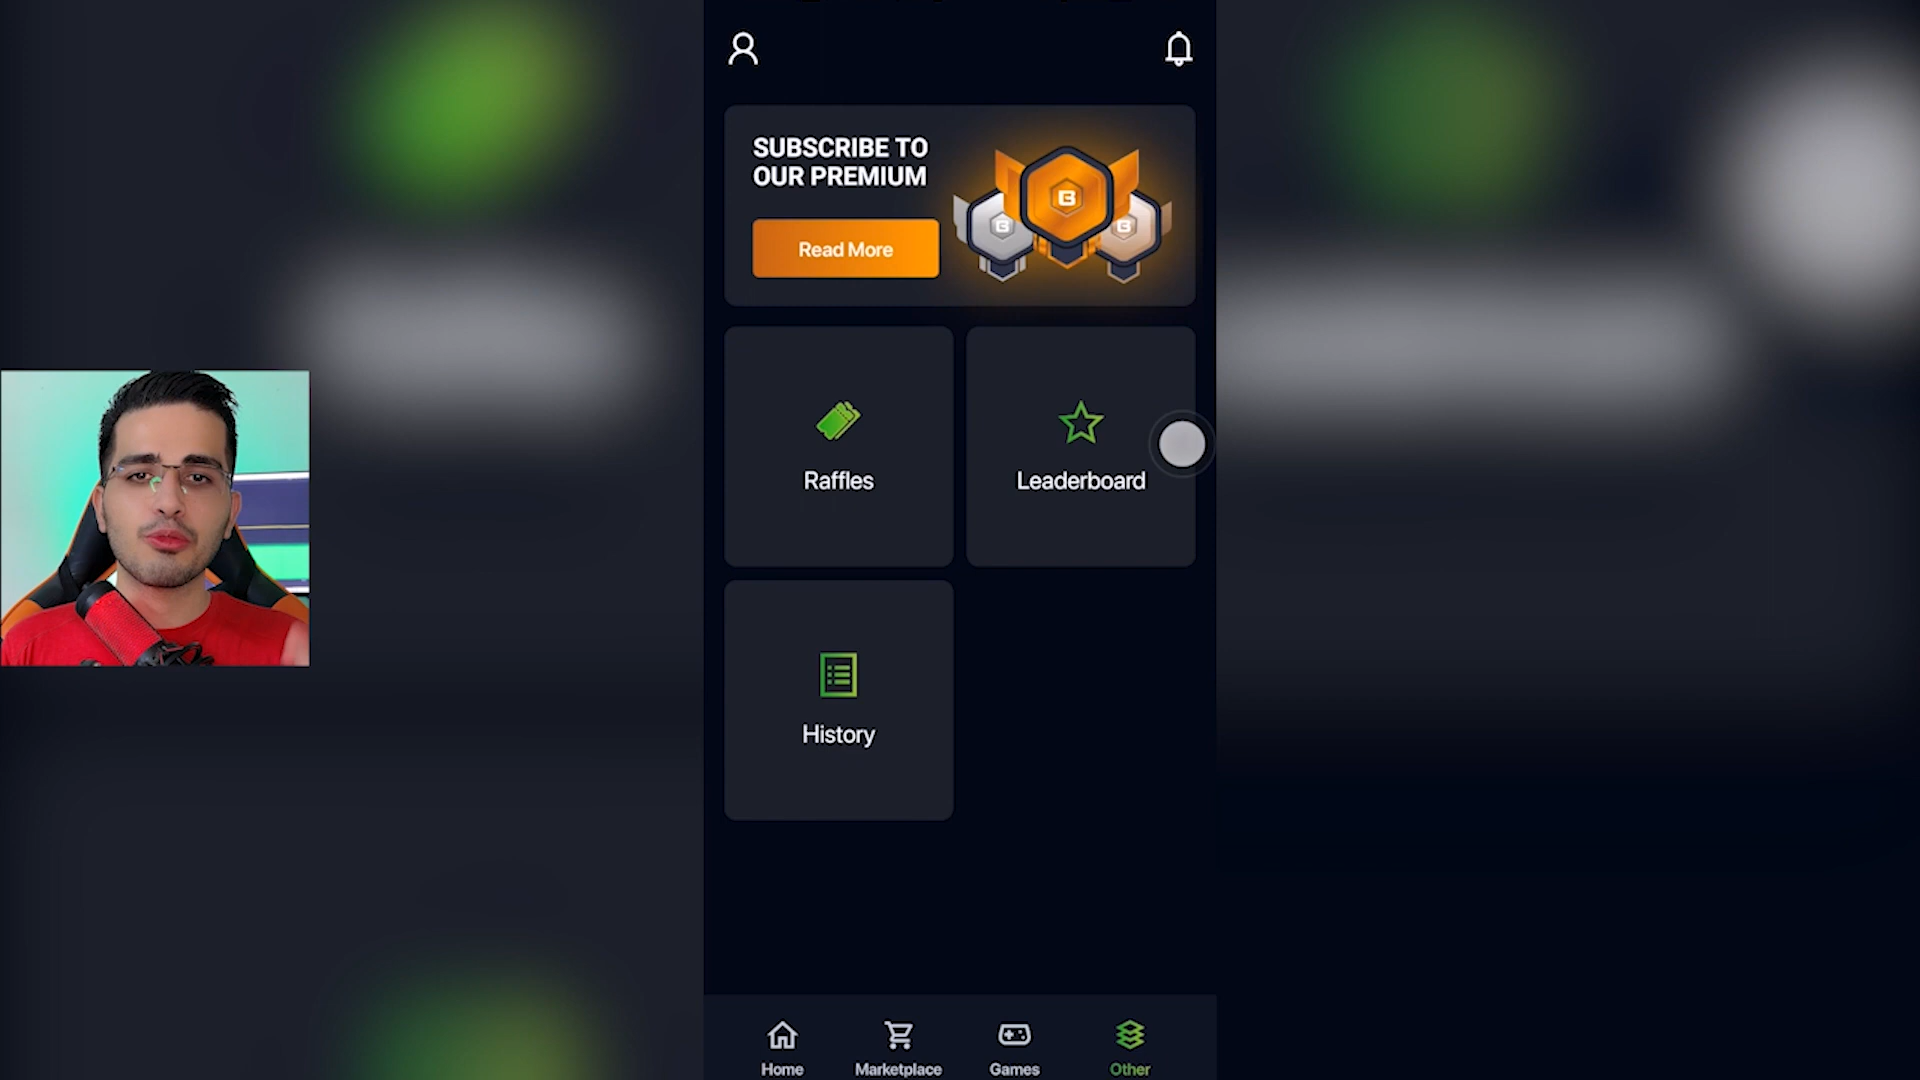 SUBSCRIBE TO
OUR PREMIUM
Read More
B
B
B
Raffles
Leaderboard
History
Home
Marketplace
Games
Other